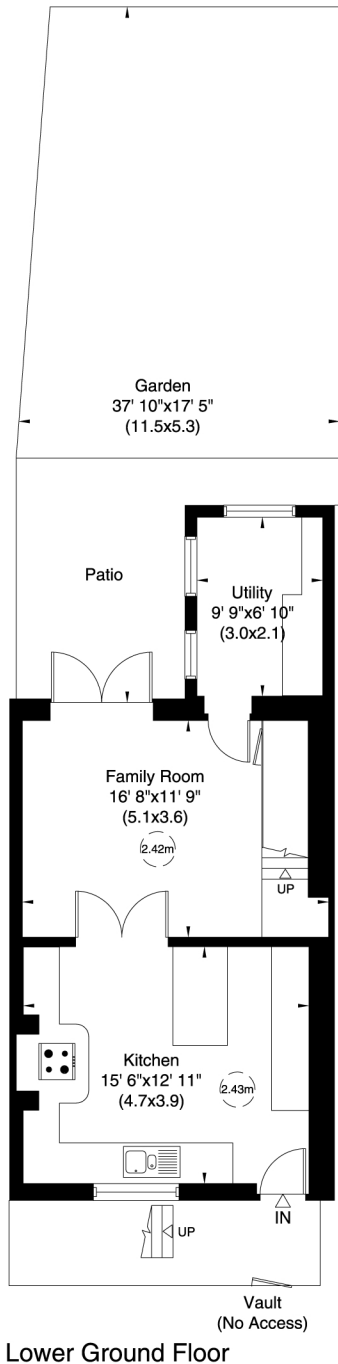 Garden
37' 10"x17' 5"
(11.5x5.3)
Patio
Utility
9' 9"x6' 10"
(3.0x2.1)
Family Room
16' 8"x11' 9"
(5.1x3.6)
2.42m
UP
Kitchen
15' 6"x12' 11"
(4.7x3.9)
2.43m
IN
UP
Vault
(No Access)
Lower Ground Floor